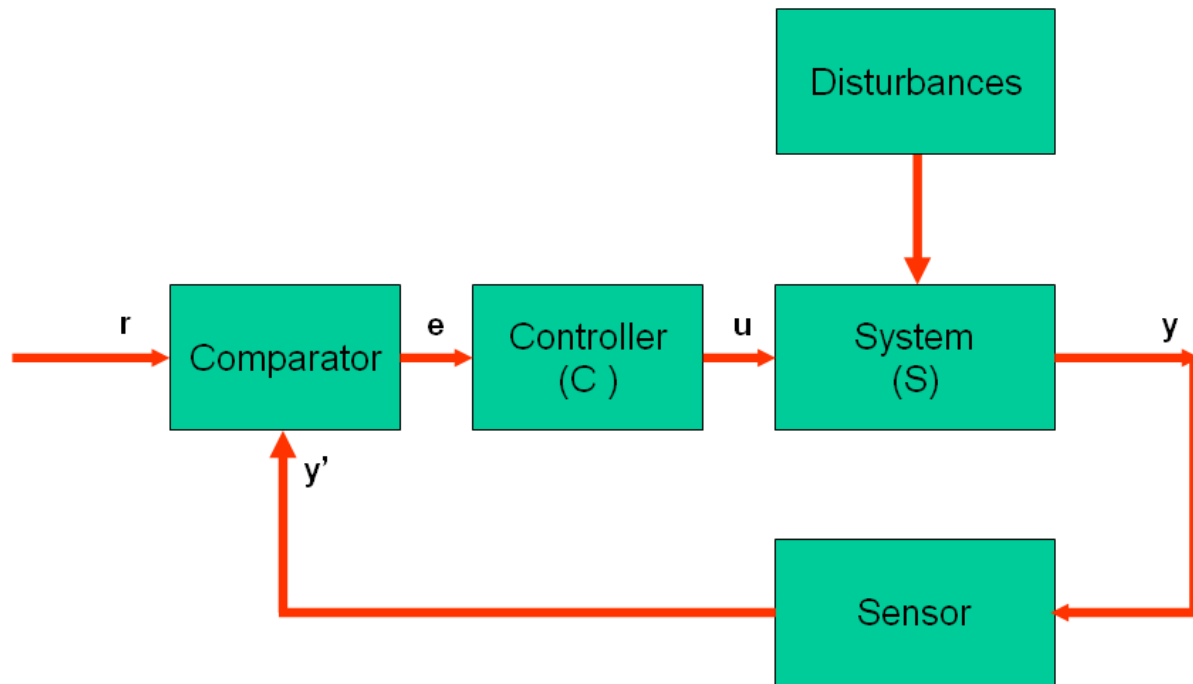 Disturbances
r
Comparator
e
Controller
(C )
u
System
(S)
y
y’
Sensor